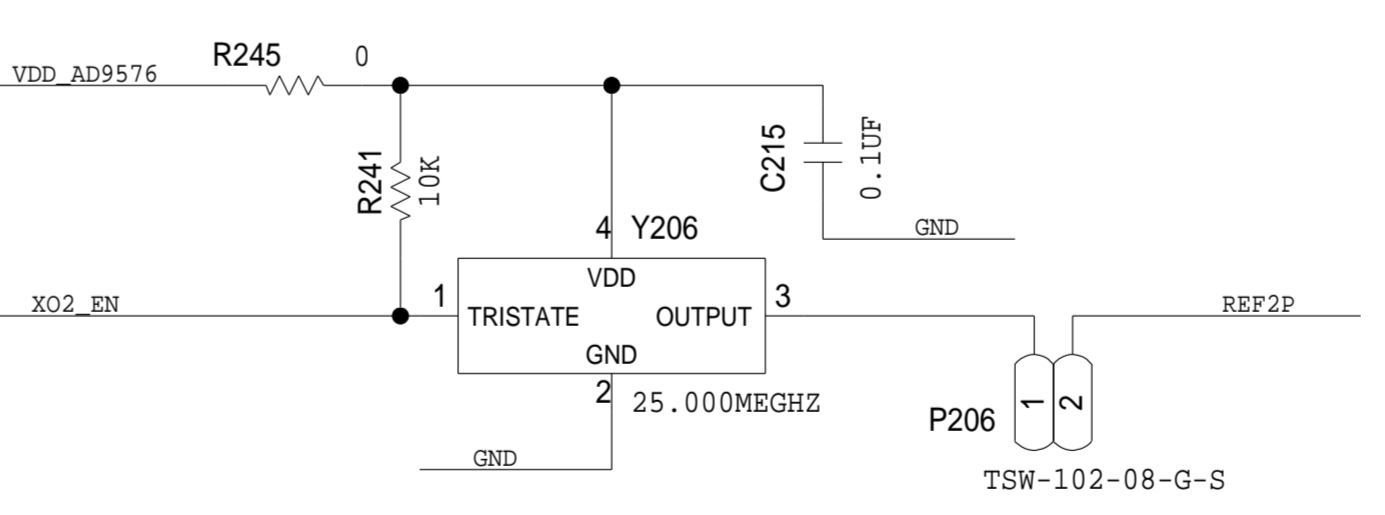 R245 0
VDD_AD9576
R241
10K
C215
0.1UF
GND
4 Y206
VDD
XO2_EN
1
TRISTATE OUTPUT
3
REF2P
GND
2
25.000MEGHZ
P206
1
2
GND
TSW-102-08-G-S